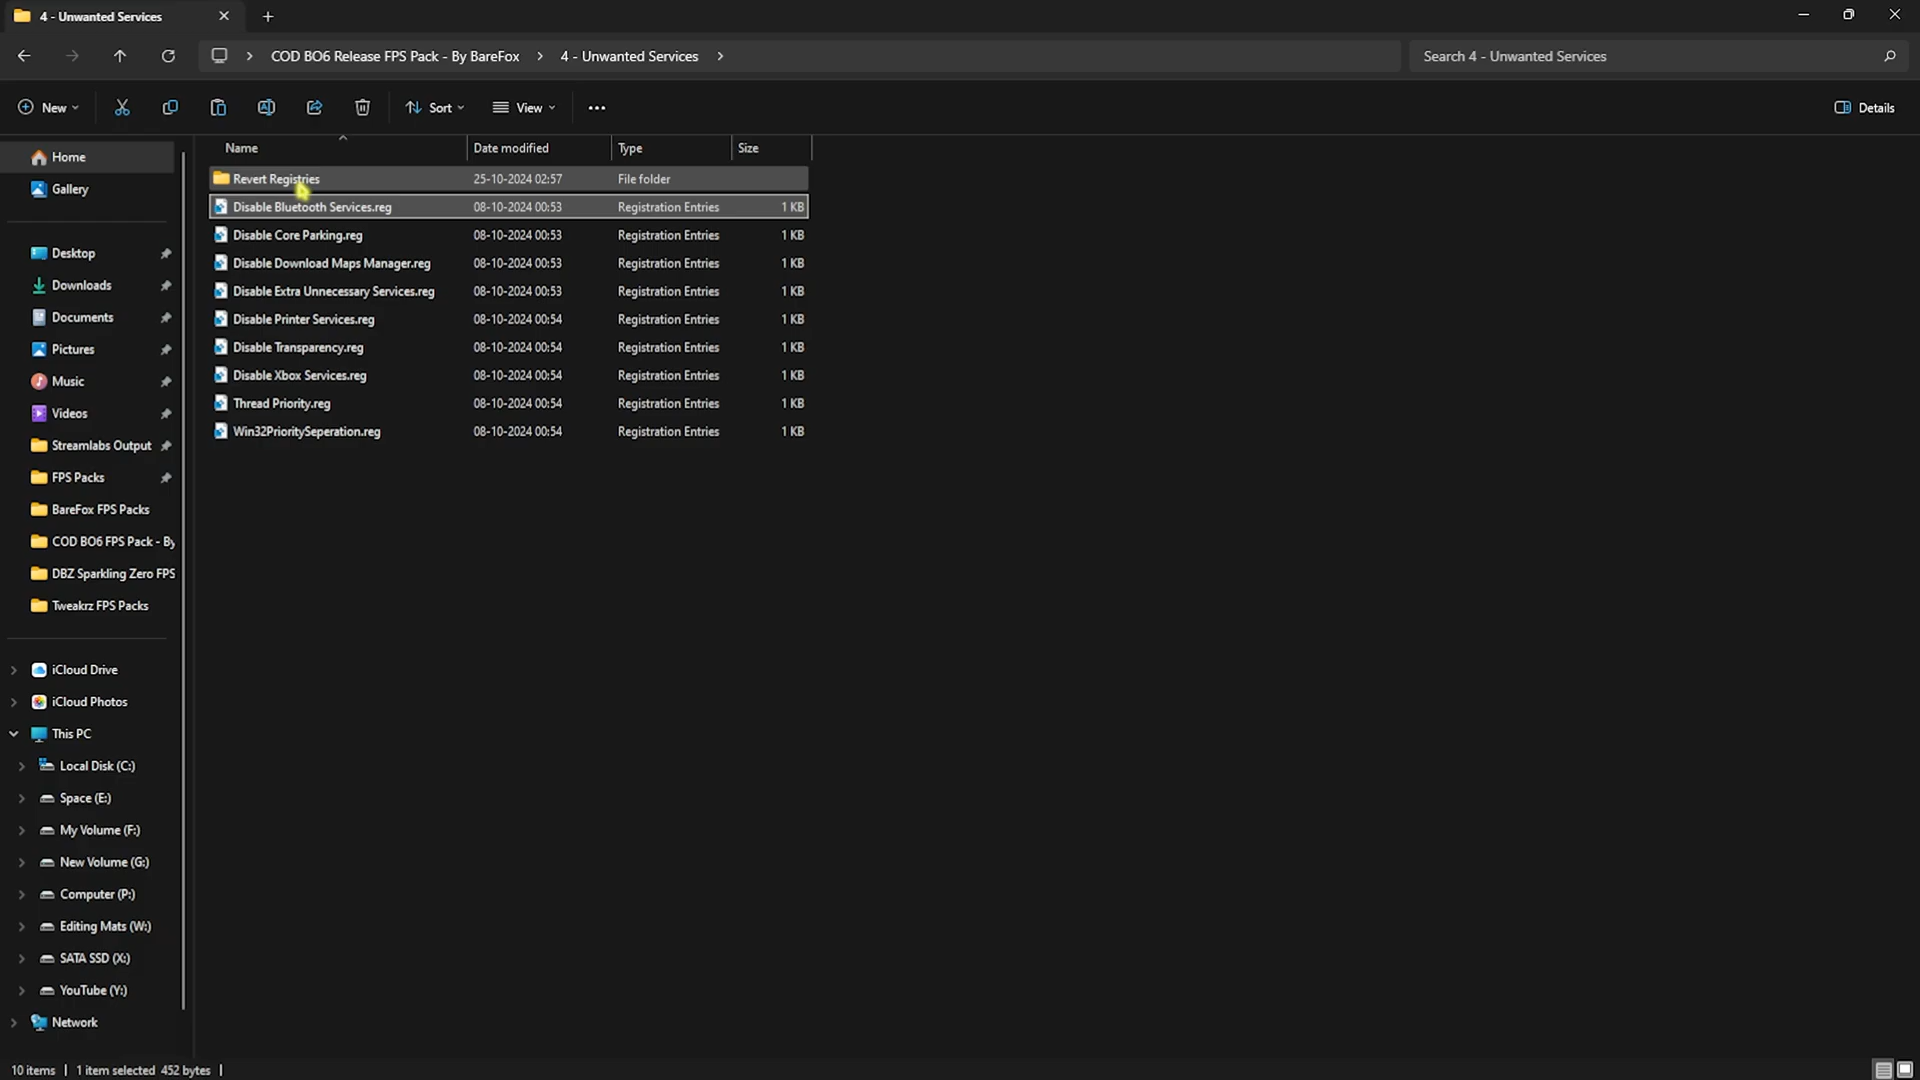 4 - Unwanted Services
COD BO6 Release FPS Pack - By BareFox
4 - Unwanted Services
Search 4 - Unwanted Services
New
Sort
View
Details
Name
Date modified
Type
Size
Home
Gallery
Desktop
Downloads
Documents
Pictures
Music
Videos
Streamlabs Output
FPS Packs
BareFox FPS Packs
COD BO6 FPS Pack - By
DBZ Sparkling Zero FPS
Tweakrz FPS Packs
iCloud Drive
iCloud Photos
This PC
Local Disk (C:)
Space (E:)
My Volume (F:)
New Volume (G:)
Computer (P:)
Editing Mats (W:)
SATA SSD (X:)
YouTube (Y:)
Network
Revert Registries 25-10-2024 02:57 File folder
Disable Bluetooth Services.reg 08-10-2024 00:53 Registration Entries 1 KB
Disable Core Parking.reg 08-10-2024 00:53 Registration Entries 1 KB
Disable Download Maps Manager.reg 08-10-2024 00:53 Registration Entries 1 KB
Disable Extra Unnecessary Services.reg 08-10-2024 00:53 Registration Entries 1 KB
Disable Printer Services.reg 08-10-2024 00:54 Registration Entries 1 KB
Disable Transparency.reg 08-10-2024 00:54 Registration Entries 1 KB
Disable Xbox Services.reg 08-10-2024 00:54 Registration Entries 1 KB
Thread Priority.reg 08-10-2024 00:54 Registration Entries 1 KB
Win32PrioritySeperation.reg 08-10-2024 00:54 Registration Entries 1 KB
10 items | 1 item selected 452 bytes |